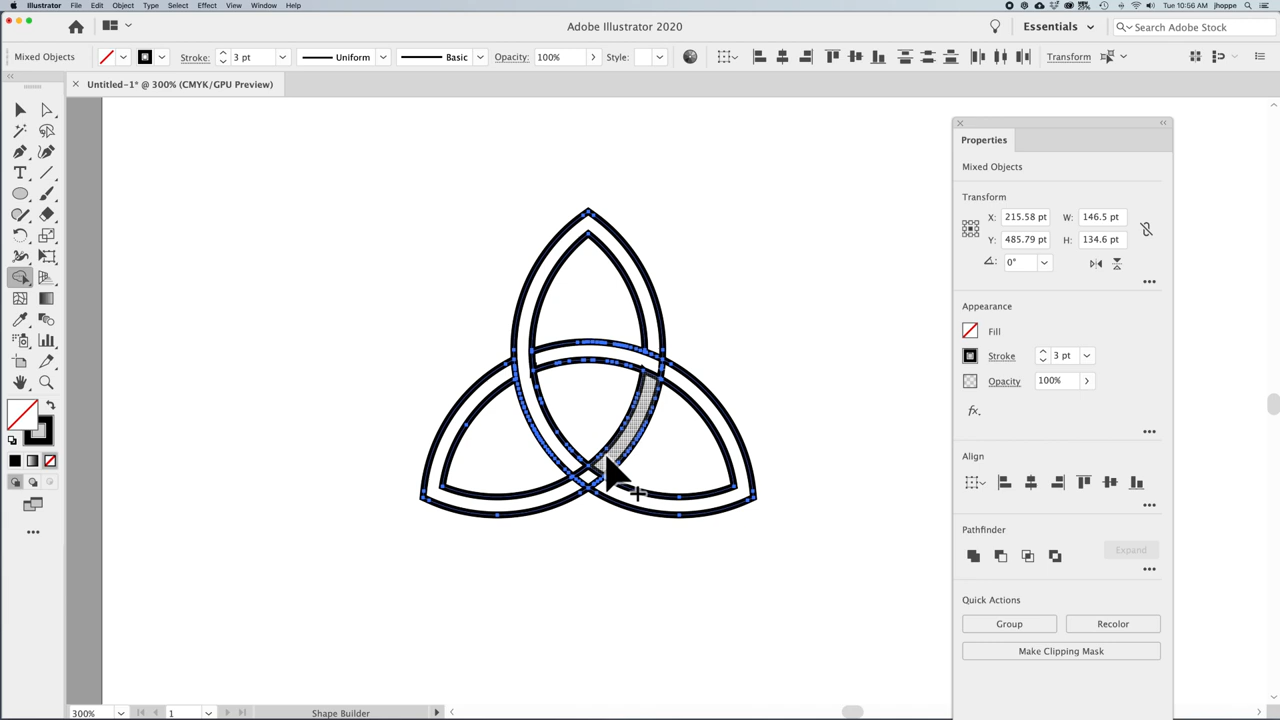 Illustrator File Edit Object Type Select Effect View Window Help
Tue 10:56 AM jhoppe
Adobe Illustrator 2020
Essentials
Search Adobe Stock
Mixed Objects
Stroke: 3 pt
Uniform
Basic
Opacity: 100%
Style:
Transform
Untitled-1* @ 300% (CMYK/GPU Preview)
Properties
Mixed Objects
Transform
X: 215.58 pt W: 146.5 pt
Y: 485.79 pt H: 134.6 pt
0°
Appearance
Fill
Stroke 3 pt
Opacity 100%
fx.
Align
Pathfinder
Expand
Quick Actions
Group Recolor
Make Clipping Mask
300% 1 Shape Builder